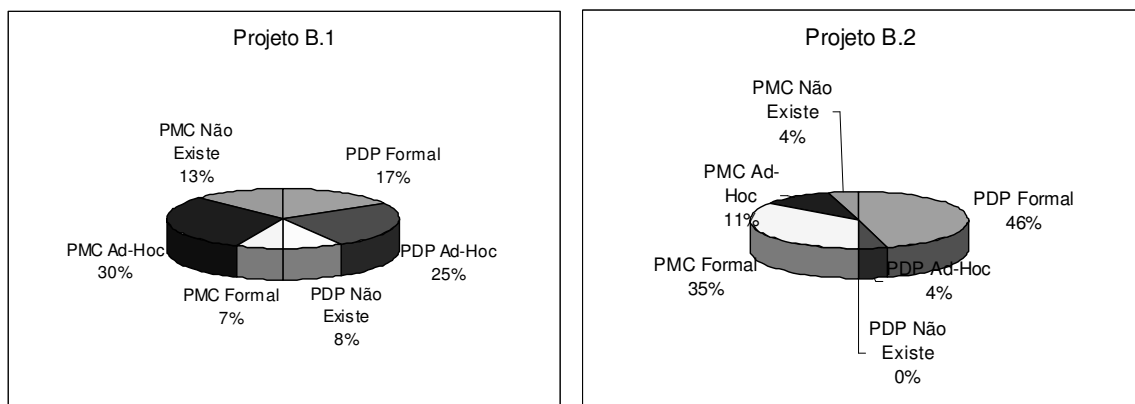 Projeto B.1
PMC Não
Existe
13%
PDP Formal
17%
PMC Ad-Hoc
30%
PDP Ad-Hoc
25%
PMC Formal
7%
PDP Não
Existe
8%
Projeto B.2
PMC Não
Existe
4%
PMC Ad-
Hoc
11%
PDP Formal
46%
PMC Formal
35%
PDP Ad-Hoc
4%
PDP Não
Existe
0%